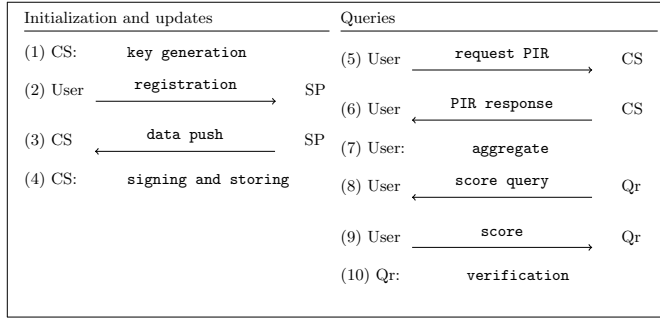 Initialization and updates
(1) CS: key generation
(2) User registration SP
(3) CS data push SP
(4) CS: signing and storing
Queries
(5) User request PIR CS
(6) User PIR response CS
(7) User: aggregate
(8) User score query Qr
(9) User score Qr
(10) Qr: verification